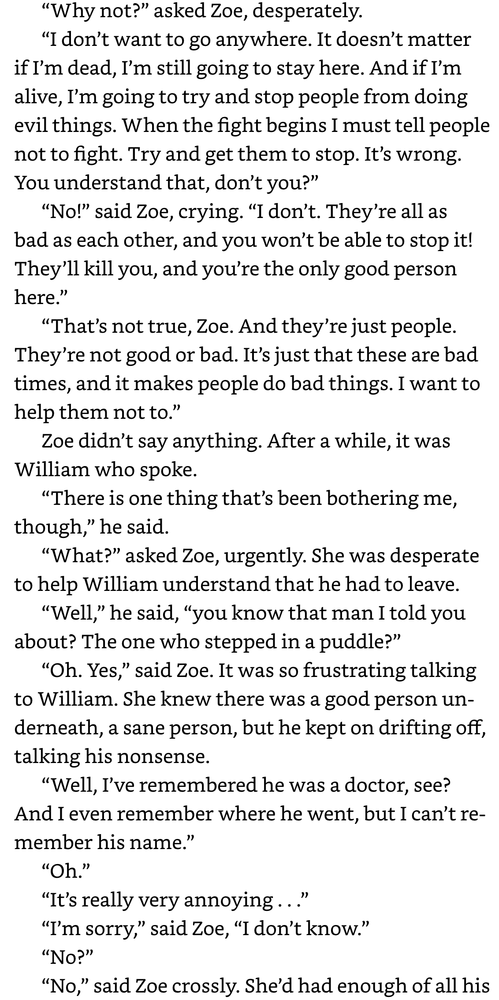 “Why not?” asked Zoe, desperately.
“I don’t want to go anywhere. It doesn’t matter
if I’m dead, I’m still going to stay here. And if I’m
alive, I’m going to try and stop people from doing
evil things. When the fight begins I must tell people
not to fight. Try and get them to stop. It’s wrong.
You understand that, don’t you?”
“No!” said Zoe, crying. “I don’t. They’re all as
bad as each other, and you won’t be able to stop it!
They’ll kill you, and you’re the only good person
here.”
“That’s not true, Zoe. And they’re just people.
They’re not good or bad. It’s just that these are bad
times, and it makes people do bad things. I want to
help them not to.”
Zoe didn’t say anything. After a while, it was
William who spoke.
“There is one thing that’s been bothering me,
though,” he said.
“What?” asked Zoe, urgently. She was desperate
to help William understand that he had to leave.
“Well,” he said, “you know that man I told you
about? The one who stepped in a puddle?”
“Oh. Yes,” said Zoe. It was so frustrating talking
to William. She knew there was a good person un-
derneath, a sane person, but he kept on drifting off,
talking his nonsense.
“Well, I’ve remembered he was a doctor, see?
And I even remember where he went, but I can’t re-
member his name.”
“Oh.”
“It’s really very annoying . . .”
“I’m sorry,” said Zoe, “I don’t know.”
“No?”
“No,” said Zoe crossly. She’d had enough of all his